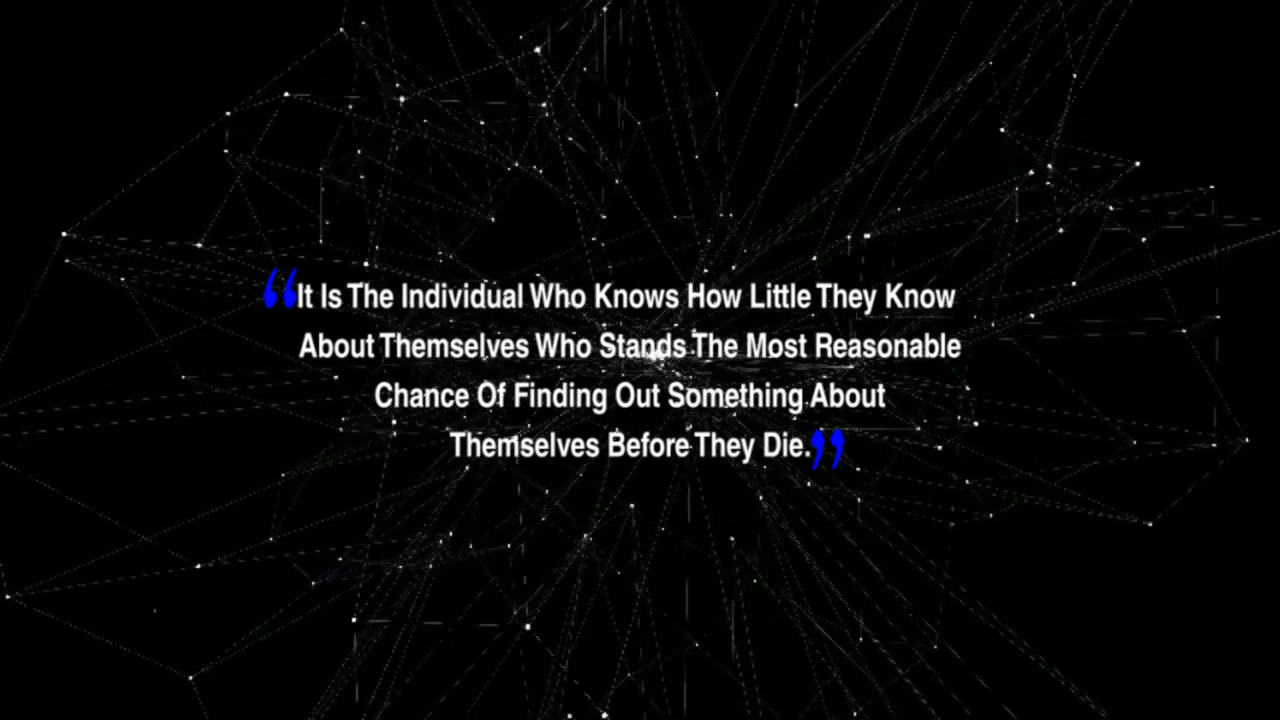 “It Is The Individual Who Knows How Little They Know
About Themselves Who Stands The Most Reasonable
Chance Of Finding Out Something About
Themselves Before They Die.”